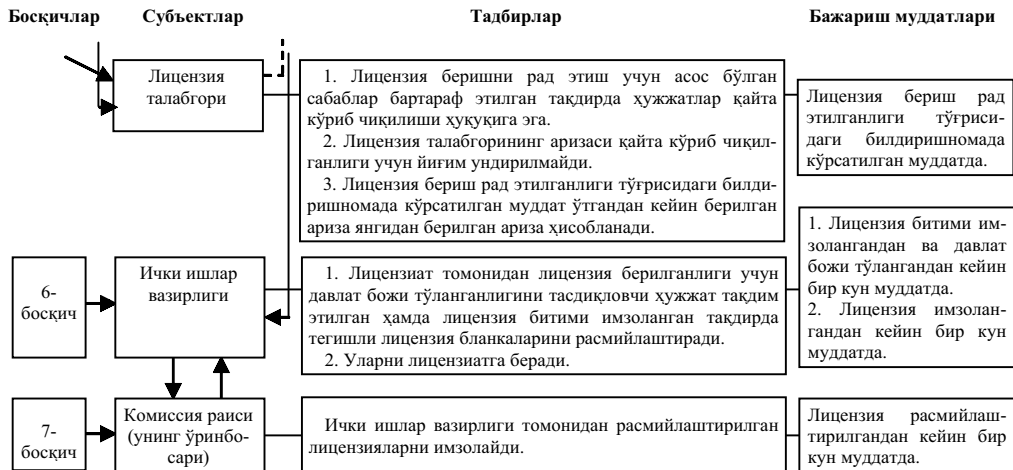 Босқичлар Субъектлар Тадбирлар Бажариш муддатлари
Лицензия
талабгори
1. Лицензия беришни рад этиш учун асос бўлган
сабаблар бартараф этилган тақдирда ҳужжатлар қайта
кўриб чиқилиши ҳуқуқига эга.
2. Лицензия талабгорининг аризаси қайта кўриб чиқил-
ганлиги учун йиғим ундирилмайди.
3. Лицензия бериш рад этилганлиги тўғрисидаги билди-
ришномада кўрсатилган муддат ўтгандан кейин берилган
ариза янгидан берилган ариза ҳисобланади.
Лицензия бериш рад
этилганлиги тўғриси-
даги билдиришномада
кўрсатилган муддатда.
6-
босқич
Ички ишлар
вазирлиги
1. Лицензиат томонидан лицензия берилганлиги учун
давлат божи тўланганлигини тасдиқловчи ҳужжат тақдим
этилган ҳамда лицензия битими имзоланган тақдирда
тегишли лицензия бланкаларини расмийлаштиради.
2. Уларни лицензиатга беради.
1. Лицензия битими им-
золангандан ва давлат
божи тўлангандан кейин
бир кун муддатда.
2. Лицензия имзолан-
гандан кейин бир кун
муддатда.
7-
босқич
Комиссия раиси
(унинг ўринбо-
сари)
Ички ишлар вазирлиги томонидан расмийлаштирилган
лицензияларни имзолайди.
Лицензия расмийлаш-
тирилгандан кейин бир
кун муддатда.